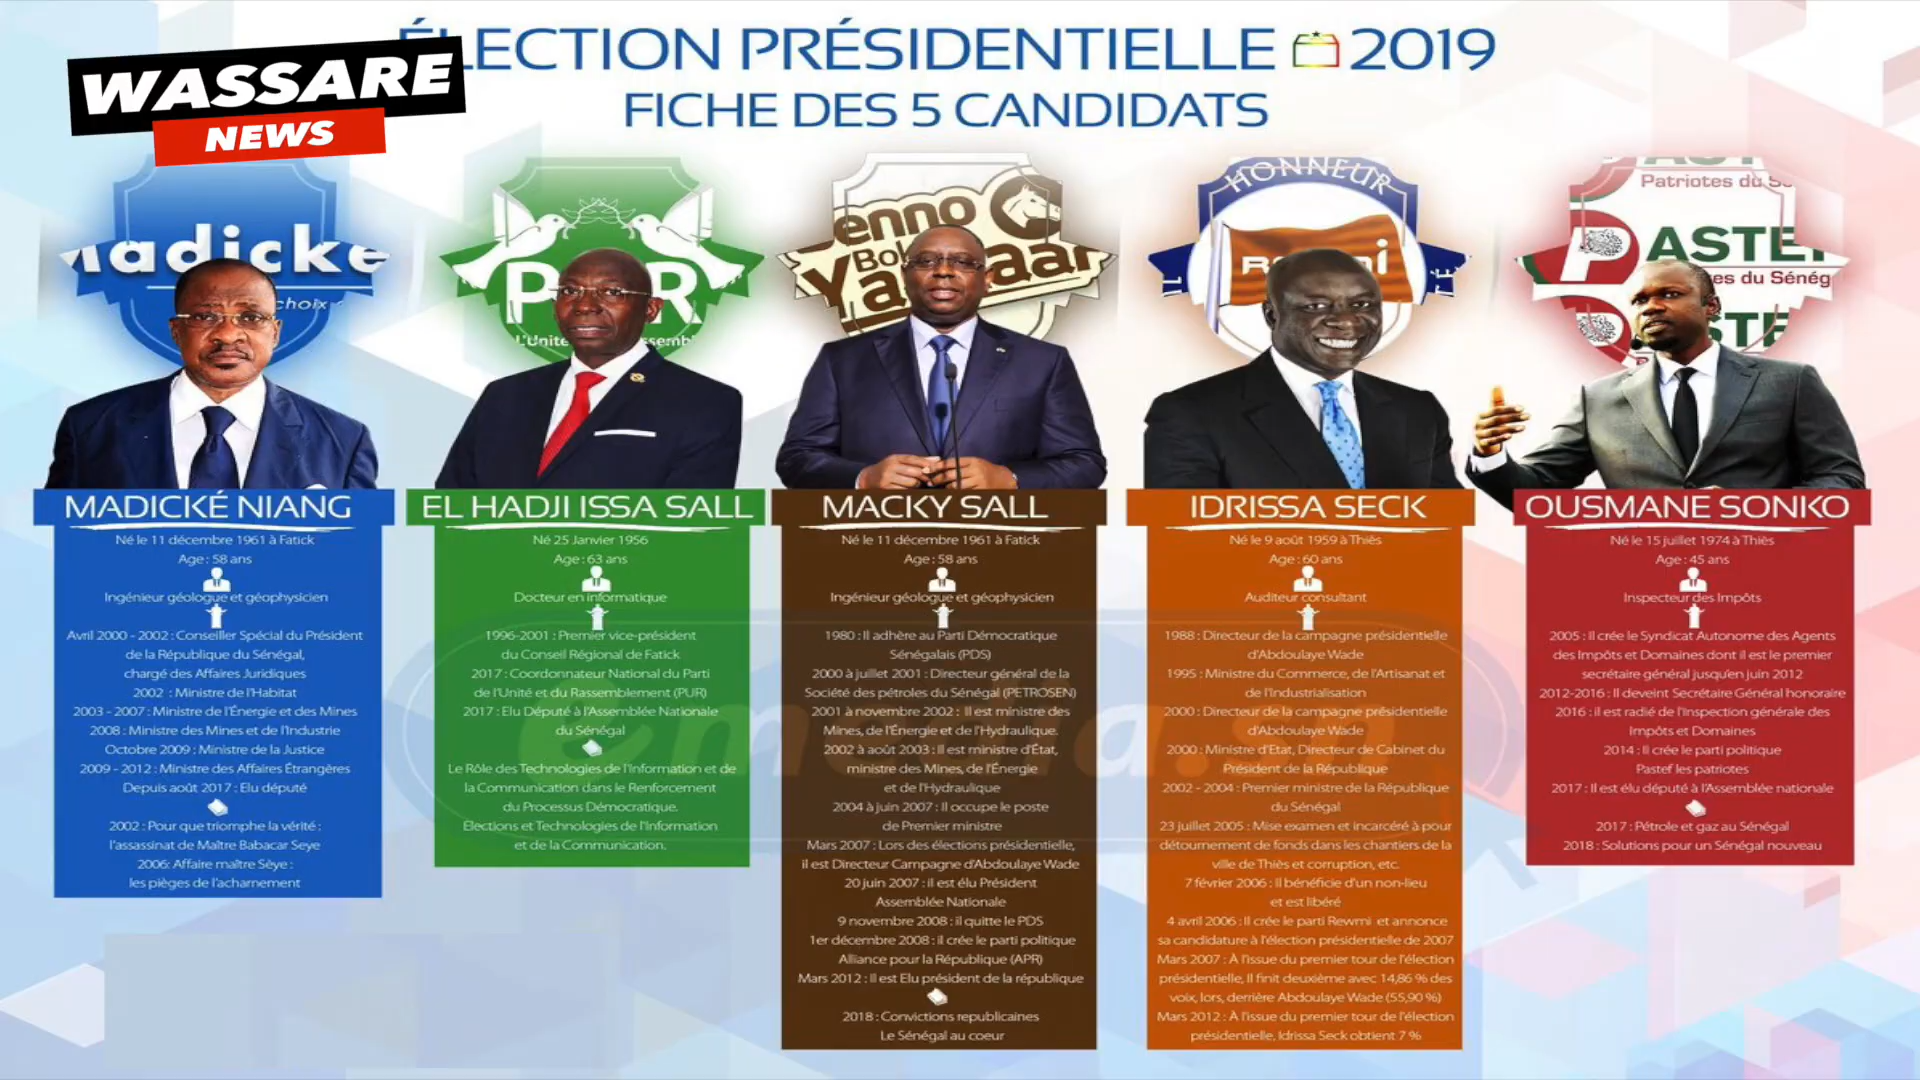 WASSARE
NEWS
ÉLECTION PRÉSIDENTIELLE 2019
FICHE DES 5 CANDIDATS
Madicke
choix
PUR
enno
Bok
HONNEUR
Patriotes du
PASTEF
MADICKÉ NIANG
Né le 11 décembre 1961 à Fatick
Age : 58 ans
Ingénieur géologue et géophysicien
Avril 2000 - 2002 : Conseiller Spécial du Président
de la République du Sénégal,
chargé des Affaires Juridiques
2002 : Ministre de l'Habitat
2003 - 2007 : Ministre de l'Énergie et des Mines
2008 : Ministre des Mines et de l'Industrie
Octobre 2009 : Ministre de la Justice
2009 - 2012 : Ministre des Affaires Étrangères
Depuis août 2017 : Elu député
2002 : Pour que triomphe la vérité :
l'assassinat de Maître Babacar Seye
2006: Affaire maître Sèye :
les pièges de l'acharnement
EL HADJI ISSA SALL
Né 25 Janvier 1956
Age : 63 ans
Docteur en informatique
1996-2001 : Premier vice-président
du Conseil Régional de Fatick
2017 : Coordonnateur National du Parti
de l'Unité et du Rassemblement (PUR)
2017 : Elu Député à l'Assemblée Nationale
du Sénégal
Le Rôle des Technologies de l'Information et de
la Communication dans le Renforcement
du Processus Démocratique.
Élections et Technologies de l'Information
et de la Communication.
MACKY SALL
Né le 11 décembre 1961 à Fatick
Age : 58 ans
Ingénieur géologue et géophysicien
1980 : Il adhère au Parti Démocratique
Sénégalais (PDS)
2000 à juillet 2001 : Directeur général de la
Société des pétroles du Sénégal (PETROSEN)
2001 à novembre 2002 : Il est ministre des
Mines, de l'Énergie et de l'Hydraulique.
2002 à août 2003 : Il est ministre d'État,
ministre des Mines, de l'Énergie
et de l'Hydraulique
2004 à juin 2007 : Il occupe le poste
de Premier ministre
Mars 2007 : Lors des élections présidentielle,
il est Directeur Campagne d'Abdoulaye Wade
20 juin 2007 : il est élu Président
Assemblée Nationale
9 novembre 2008 : il quitte le PDS
1er décembre 2008 : il crée le parti politique
Alliance pour la République (APR)
Mars 2012 : Il est Elu président de la république
2018 : Convictions republicaines
Le Sénégal au coeur
IDRISSA SECK
Né le 9 août 1959 à Thiès
Age : 60 ans
Auditeur consultant
1988 : Directeur de la campagne présidentielle
d'Abdoulaye Wade
1995 : Ministre du Commerce, de l'Artisanat et
de l'Industrialisation
2000 : Directeur de la campagne présidentielle
d'Abdoulaye Wade
2000 : Ministre d'Etat, Directeur de Cabinet du
Président de la République
2002 - 2004 : Premier ministre de la République
du Sénégal
23 juillet 2005 : Mise examen et incarcéré à pour
détournement de fonds dans les chantiers de la
ville de Thiès et corruption, etc.
7 février 2006 : Il bénéficie d'un non-lieu
et est libéré
4 avril 2006 : Il crée le parti Rewmi et annonce
sa candidature à l'élection présidentielle de 2007
Mars 2007 : À l'issue du premier tour de l'élection
présidentielle, Il finit deuxième avec 14,86 % des
voix, lors, derrière Abdoulaye Wade (55,90 %)
Mars 2012 : À l'issue du premier tour de l'élection
présidentielle, Idrissa Seck obtient 7 %
OUSMANE SONKO
Né le 15 juillet 1974 à Thiès
Age : 45 ans
Inspecteur des Impôts
2005 : Il crée le Syndicat Autonome des Agents
des Impôts et Domaines dont il est le premier
secrétaire général jusqu'en juin 2012
2012-2016 : Il deveint Secrétaire Général honoraire
2016 : il est radié de l'Inspection générale des
Impôts et Domaines
2014 : Il crée le parti politique
Pastef les patriotes
2017 : Il est élu député à l'Assemblée nationale
2017 : Pétrole et gaz au Sénégal
2018 : Solutions pour un Sénégal nouveau